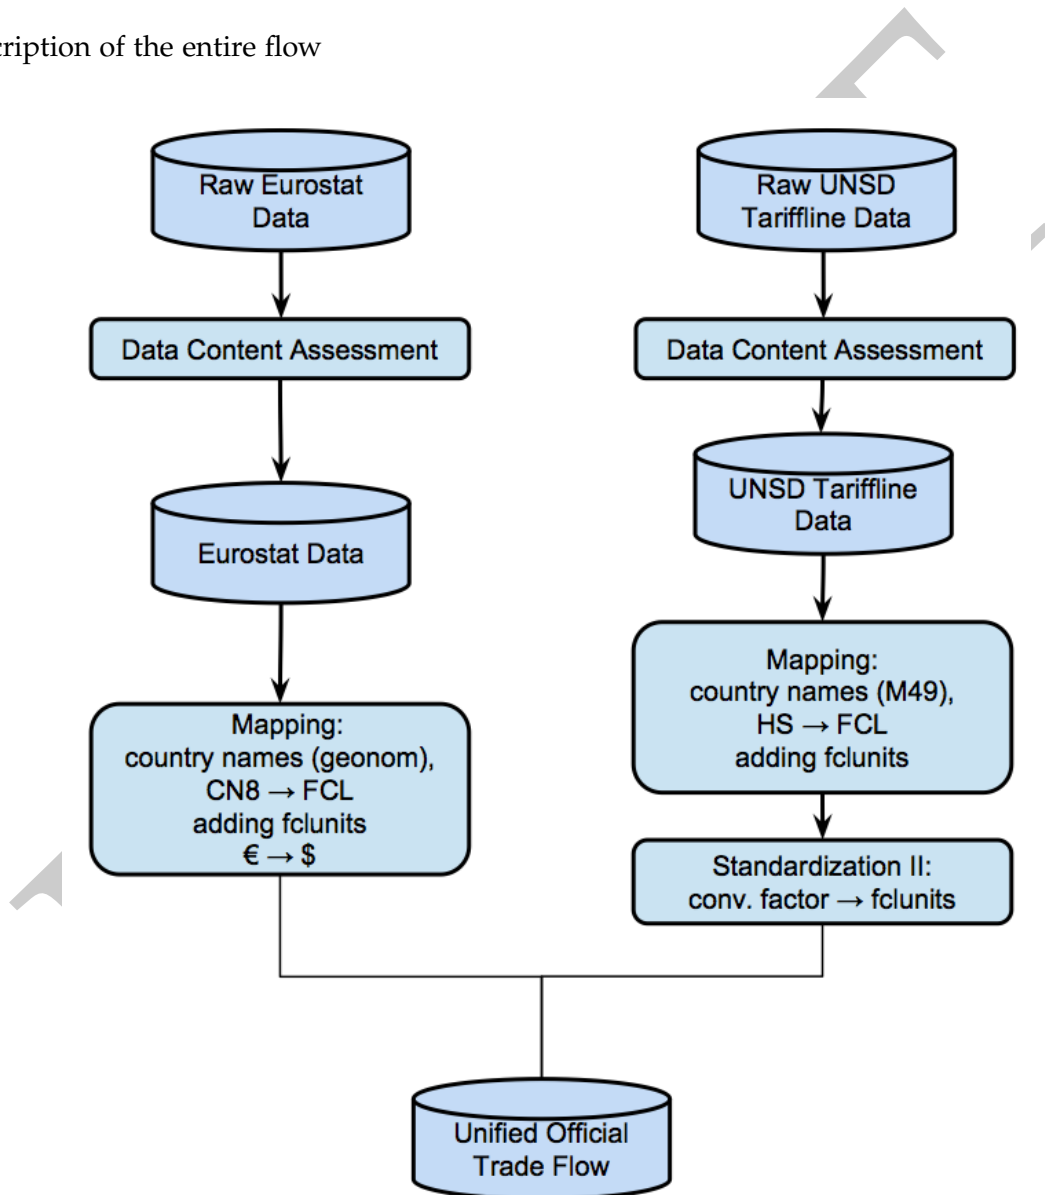 ription of the entire flow
Raw Eurostat
Data
Raw UNSD
Tariffline Data
Data Content Assessment
Data Content Assessment
UNSD Tariffline
Data
Eurostat Data
Mapping:
country names (M49),
HS → FCL
adding fclunits
Mapping:
country names (geonom),
CN8 → FCL
adding fclunits
€ → $
Standardization II:
conv. factor → fclunits
Unified Official
Trade Flow